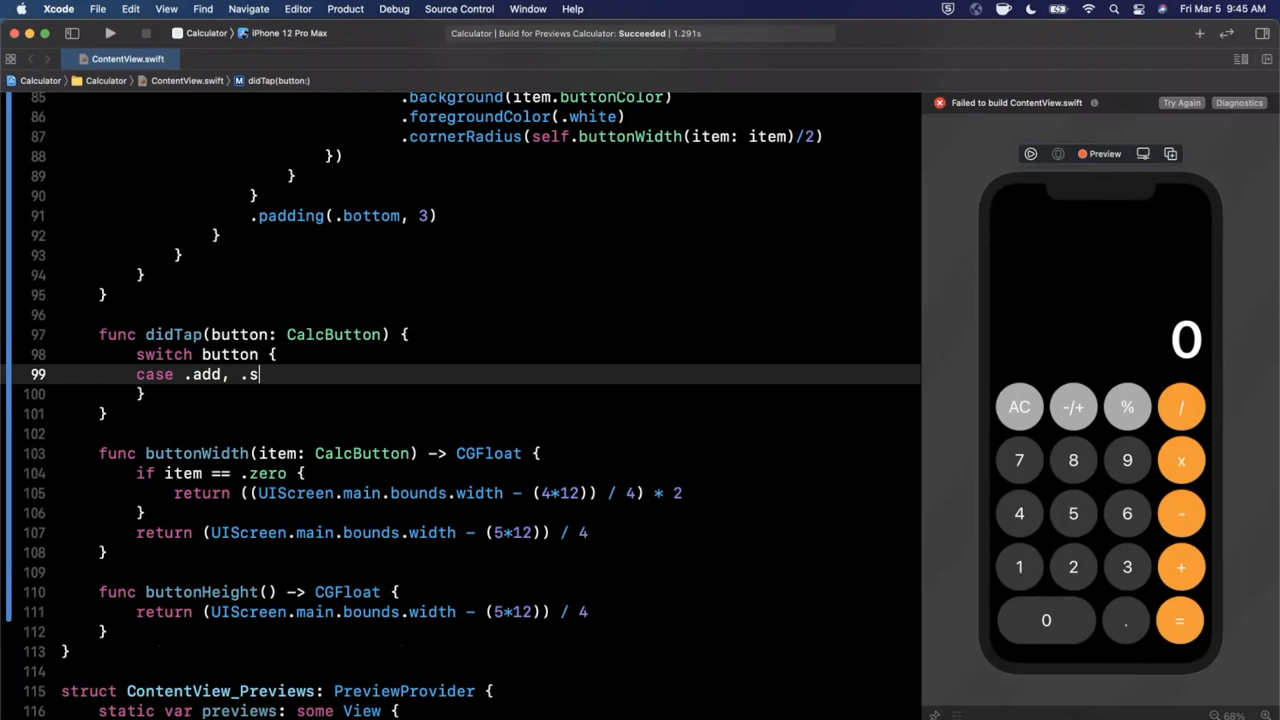 Xcode File Edit View Find Navigate Editor Product Debug Source Control Window Help Fri Mar 5 9:45 AM
Calculator 〉 iPhone 12 Pro Max Calculator | Build for Previews Calculator: Succeeded | 1.291s
ContentView.swift
Calculator 〉 Calculator 〉 ContentView.swift 〉 M didTap(button:)
85 .background(item.buttonColor)
86 .foregroundColor(.white)
87 .cornerRadius(self.buttonWidth(item: item)/2)
88 })
89 }
90 }
91 .padding(.bottom, 3)
92 }
93 }
94 }
95 }
96
97 func didTap(button: CalcButton) {
98 switch button {
99 case .add, .s
100 }
101 }
102
103 func buttonWidth(item: CalcButton) -> CGFloat {
104 if item == .zero {
105 return ((UIScreen.main.bounds.width - (4*12)) / 4) * 2
106 }
107 return (UIScreen.main.bounds.width - (5*12)) / 4
108 }
109
110 func buttonHeight() -> CGFloat {
111 return (UIScreen.main.bounds.width - (5*12)) / 4
112 }
113 }
114
115 struct ContentView_Previews: PreviewProvider {
116 static var previews: some View {
Failed to build ContentView.swift Try Again Diagnostics
Preview
0
AC -/+ % /
7 8 9 x
4 5 6 -
1 2 3 +
0 . =
68%